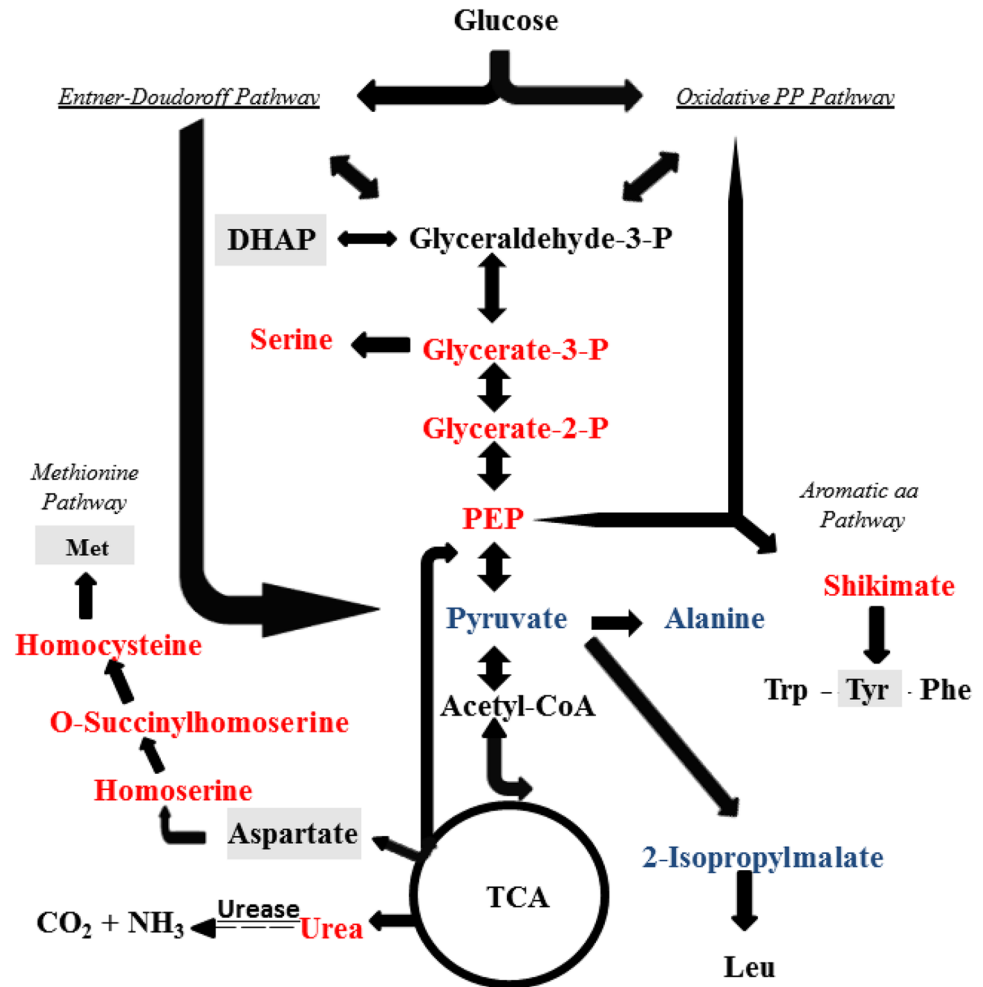 Glucose
Entner-Doudoroff Pathway
Oxidative PP Pathway
DHAP
Glyceraldehyde-3-P
Serine
Glycerate-3-P
Glycerate-2-P
Methionine
Pathway
Aromatic aa
Pathway
PEP
Met
Shikimate
Pyruvate
Alanine
Homocysteine
Trp - Tyr - Phe
Acetyl-CoA
O-Succinylhomoserine
Homoserine
Aspartate
2-Isopropylmalate
TCA
CO₂ + NH₃
Urease
Urea
Leu